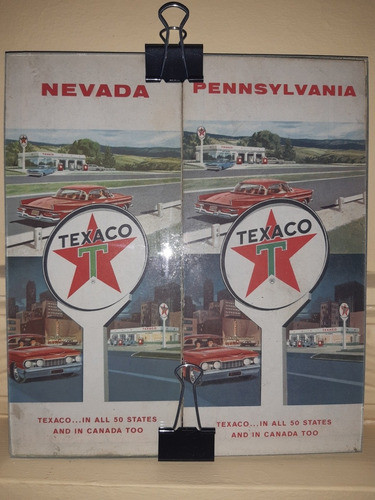 NEVADA
TEXACO
T
TEXACO...IN ALL 50 STATES
AND IN CANADA TOO
PENNSYLVANIA
TEXACO
T
TEXACO...IN ALL 50 STATES
AND IN CANADA TOO